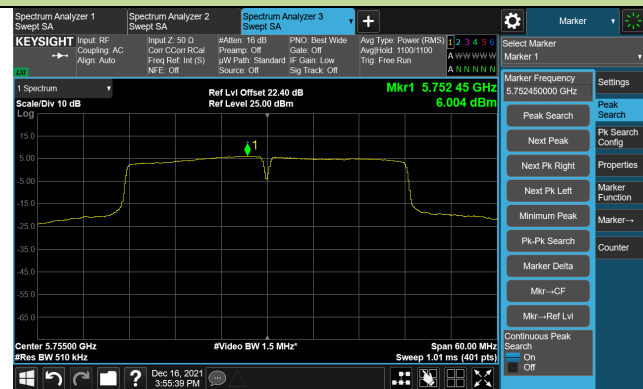 Spectrum Analyzer 1
Swept SA
Spectrum Analyzer 2
Swept SA
Spectrum Analyzer 3
Swept SA
Marker
KEYSIGHT
LXI
Input: RF
Coupling: AC
Align: Auto
Input Z: 50 Ω
Corr CCorr RCal
Freq Ref: Int (S)
NFE: Off
#Atten: 16 dB
Preamp: Off
µW Path: Standard
Source: Off
PNO: Best Wide
Gate: Off
IF Gain: Low
Sig Track: Off
Avg Type: Power (RMS)
Avg|Hold: 1100/1100
Trig: Free Run
1 2 3 4 5 6
A W W W W W
A N N N N N
1 Spectrum
Scale/Div 10 dB
Log
Ref Lvl Offset 22.40 dB
Ref Level 25.00 dBm
Mkr1 5.752 45 GHz
6.004 dBm
15.0
5.00
-5.00
-15.0
-25.0
-35.0
-45.0
-55.0
-65.0
1
Center 5.75500 GHz
#Res BW 510 kHz
#Video BW 1.5 MHz*
Span 60.00 MHz
Sweep 1.01 ms (401 pts)
Dec 16, 2021
3:55:39 PM
Select Marker
Marker 1
Marker Frequency
5.752450000 GHz
Peak Search
Next Peak
Next Pk Right
Next Pk Left
Minimum Peak
Pk-Pk Search
Marker Delta
Mkr→CF
Mkr→Ref Lvl
Continuous Peak
Search
On
Off
Settings
Peak
Search
Pk Search
Config
Properties
Marker
Function
Marker→
Counter